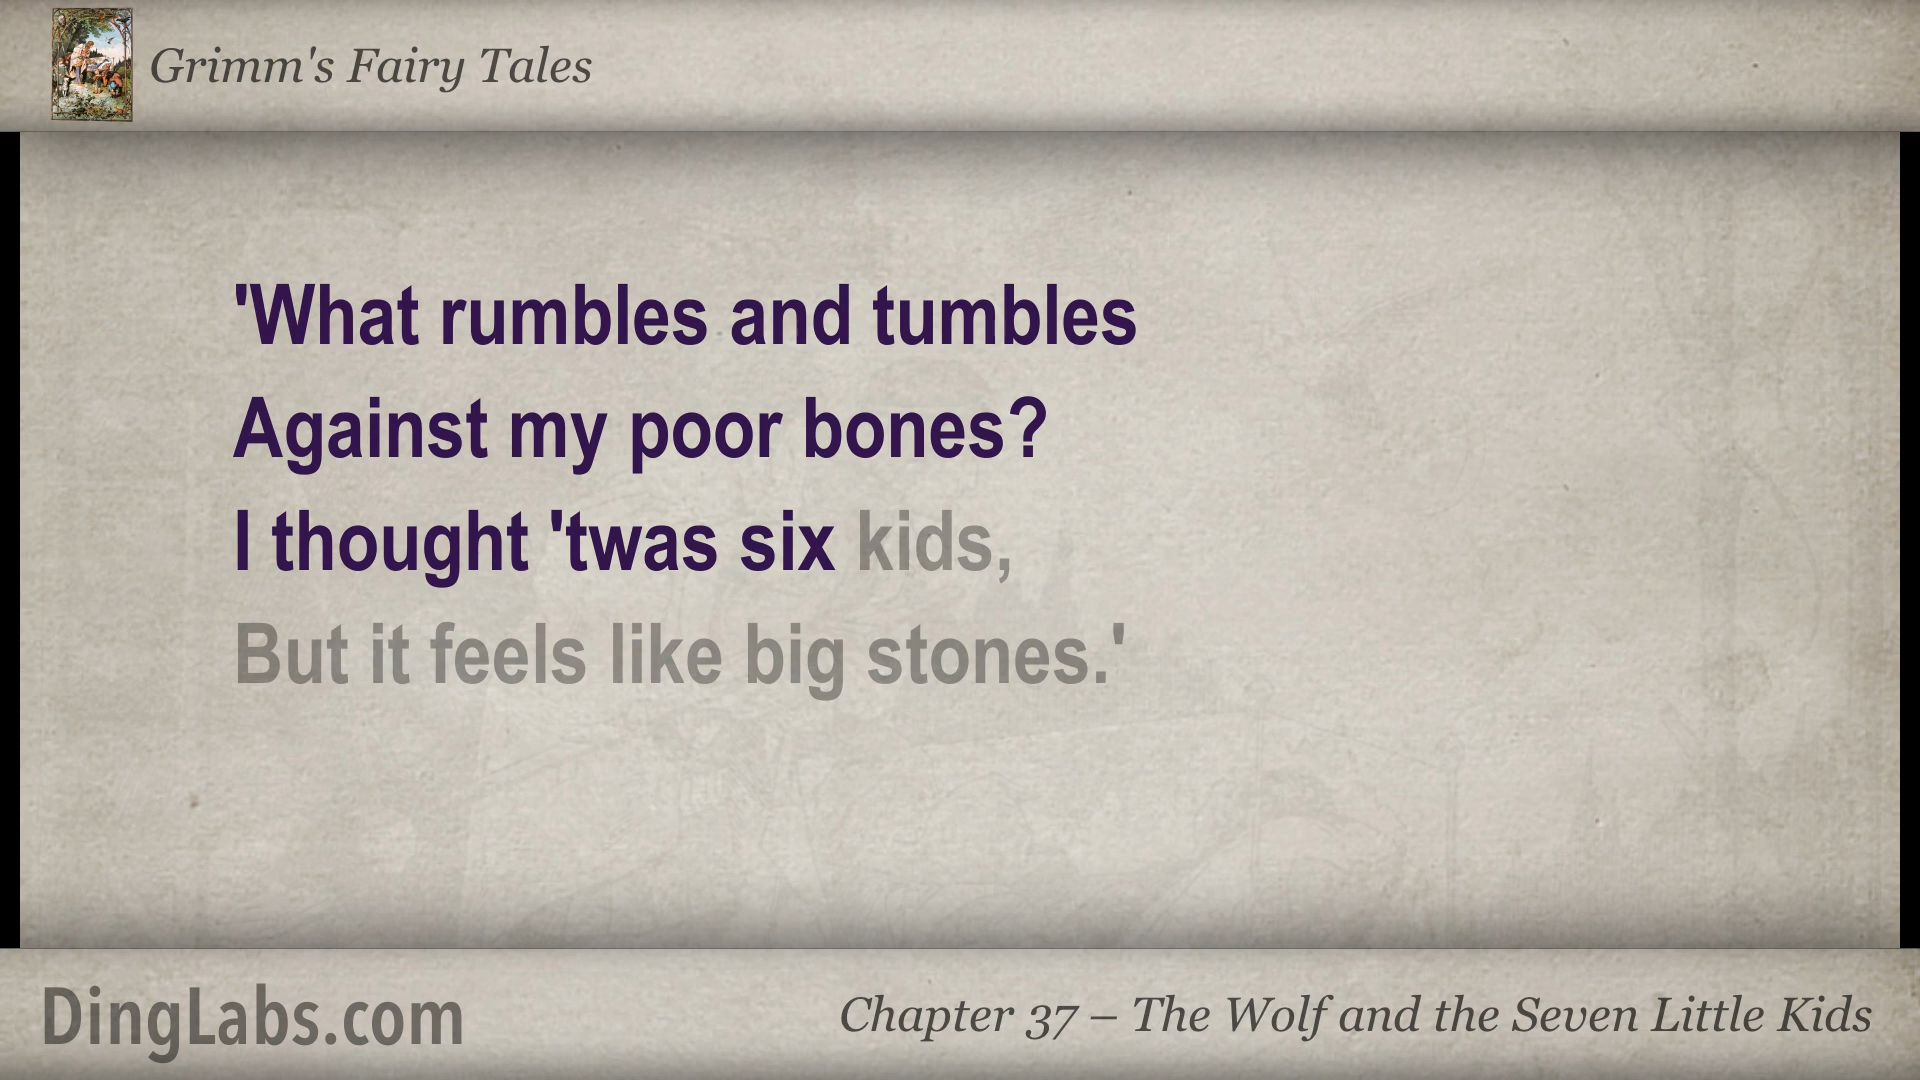 Grimm's Fairy Tales
'What rumbles and tumbles
Against my poor bones?
I thought 'twas six kids,
But it feels like big stones.'
DingLabs.com
Chapter 37 – The Wolf and the Seven Little Kids